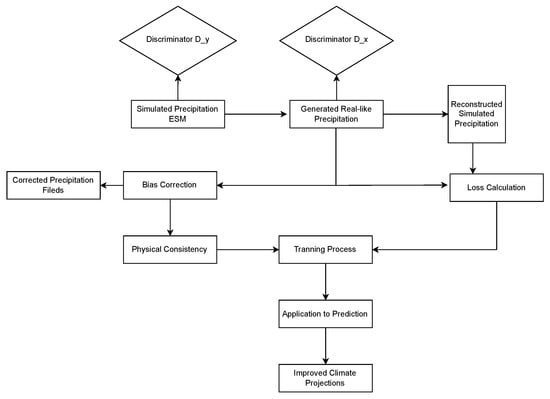 Discriminator D_y
Discriminator D_x
Simulated Precipitation
ESM
Generated Real-like
Precipitation
Reconstructed
Simulated
Precipitation
Corrected Precipitation
Fileds
Bias Correction
Loss Calculation
Physical Consistency
Tranning Process
Application to Prediction
Improved Climate
Projections